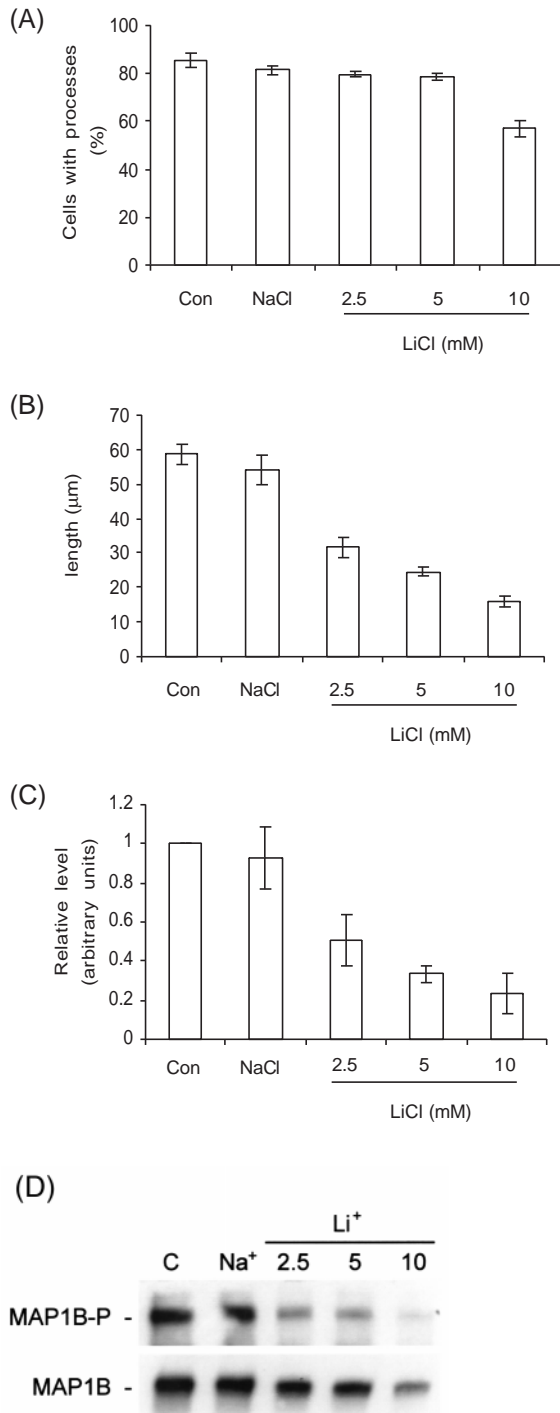 (A)
Cells with processes
(%)
100
80
60
40
20
0
Con NaCl 2.5 5 10
LiCl (mM)
(B)
length (μm)
70
60
50
40
30
20
10
0
Con NaCl 2.5 5 10
LiCl (mM)
(C)
Relative level
(arbitrary units)
1.2
1
0.8
0.6
0.4
0.2
0
Con NaCl 2.5 5 10
LiCl (mM)
(D)
Li⁺
C Na⁺ 2.5 5 10
MAP1B-P -
MAP1B -